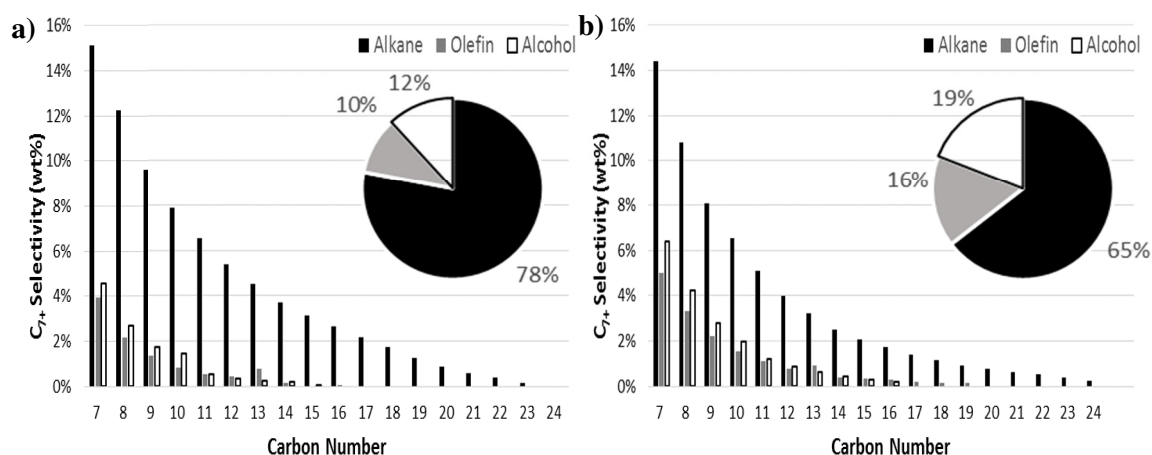 a)
Alkane Olefin Alcohol
C7+ Selectivity (wt%)
16%
14%
12%
10%
8%
6%
4%
2%
0%
12%
10%
78%
7 8 9 10 11 12 13 14 15 16 17 18 19 20 21 22 23 24
Carbon Number
b)
Alkane Olefin Alcohol
C7+ Selectivity (wt%)
16%
14%
12%
10%
8%
6%
4%
2%
0%
19%
16%
65%
7 8 9 10 11 12 13 14 15 16 17 18 19 20 21 22 23 24
Carbon Number